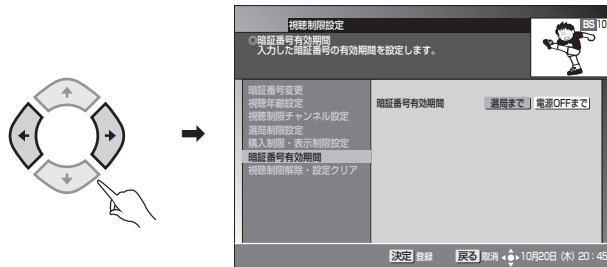 視聴制限設定
BS 10
◎暗証番号有効期間
入力した暗証番号の有効期間を設定します。
暗証番号変更
視聴年齢設定
視聴制限チャンネル設定
選局制限設定
購入制限・表示制限設定
暗証番号有効期間
視聴制限解除・設定クリア
暗証番号有効期間 選局まで 電源OFFまで
決定 登録 戻る 取消 10月20日 (木) 20:45